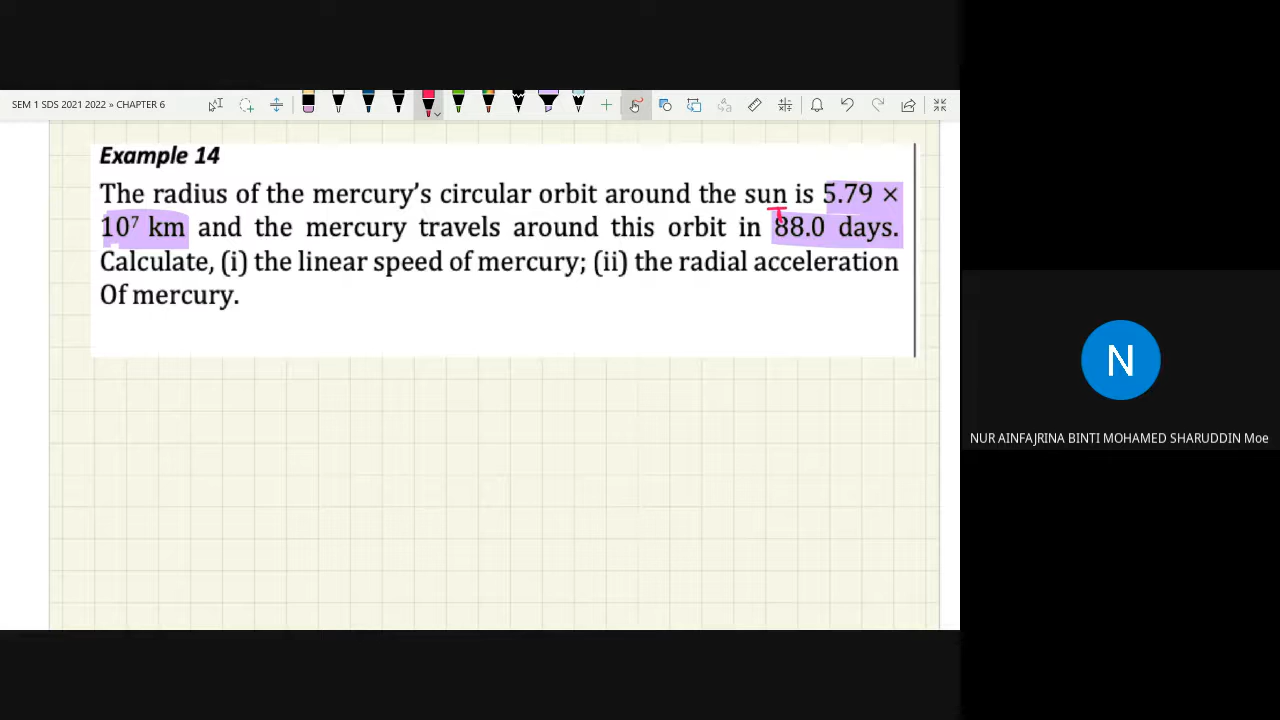 SEM 1 SDS 2021 2022 » CHAPTER 6
Example 14
The radius of the mercury's circular orbit around the sun is 5.79 ×
10⁷ km and the mercury travels around this orbit in 88.0 days.
Calculate, (i) the linear speed of mercury; (ii) the radial acceleration
Of mercury.
T
N
NUR AINFAJRINA BINTI MOHAMED SHARUDDIN Moe